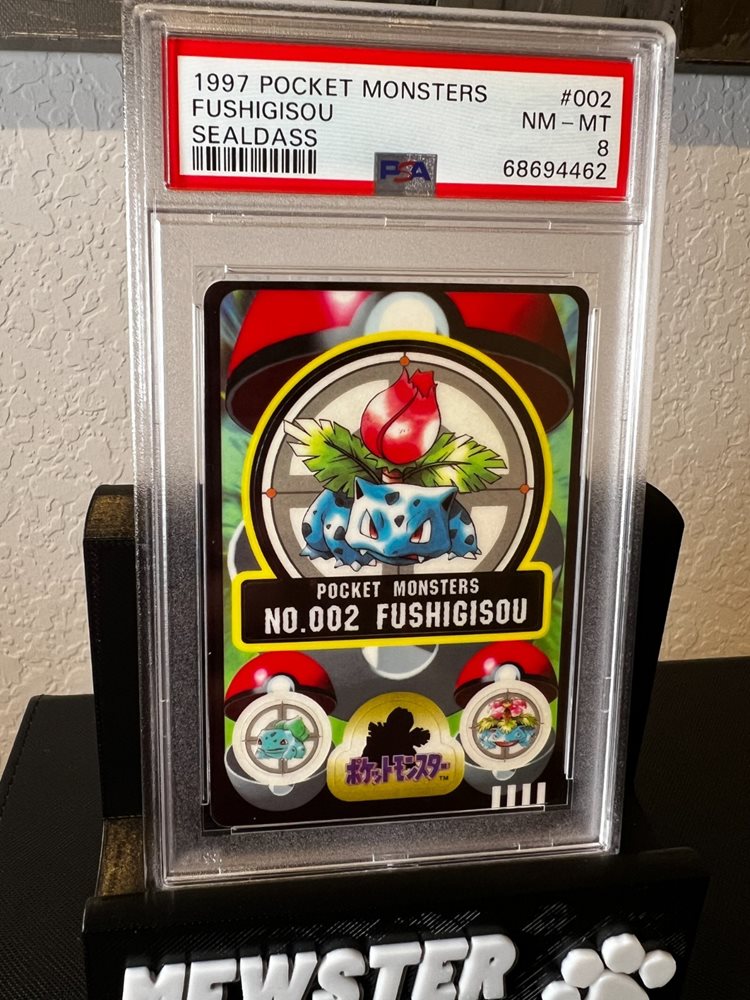 1997 POCKET MONSTERS #002
FUSHIGISOU NM – MT
SEALDASS 8
PSA 68694462
POCKET MONSTERS
NO.002 FUSHIGISOU
ポケットモンスター TM
MEWSTER